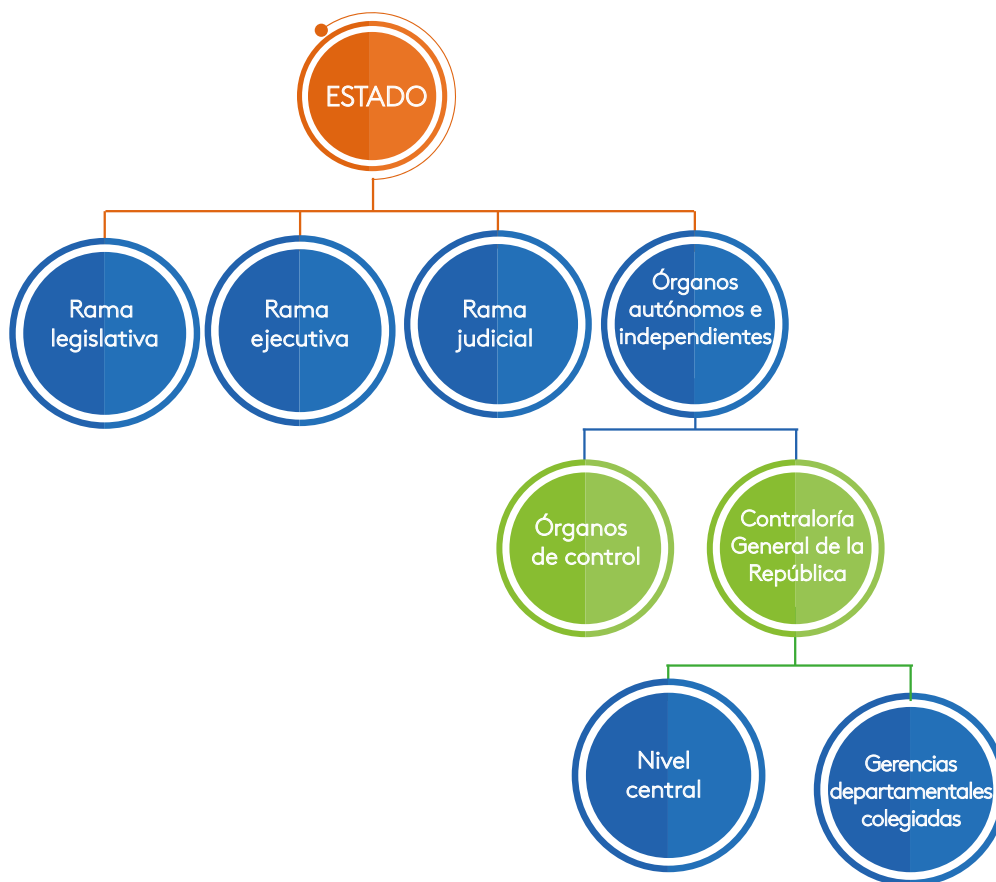 ESTADO
Rama
legislativa
Rama
ejecutiva
Rama
judicial
Órganos
autónomos e
independientes
Órganos
de control
Contraloría
General de la
República
Nivel
central
Gerencias
departamentales
colegiadas